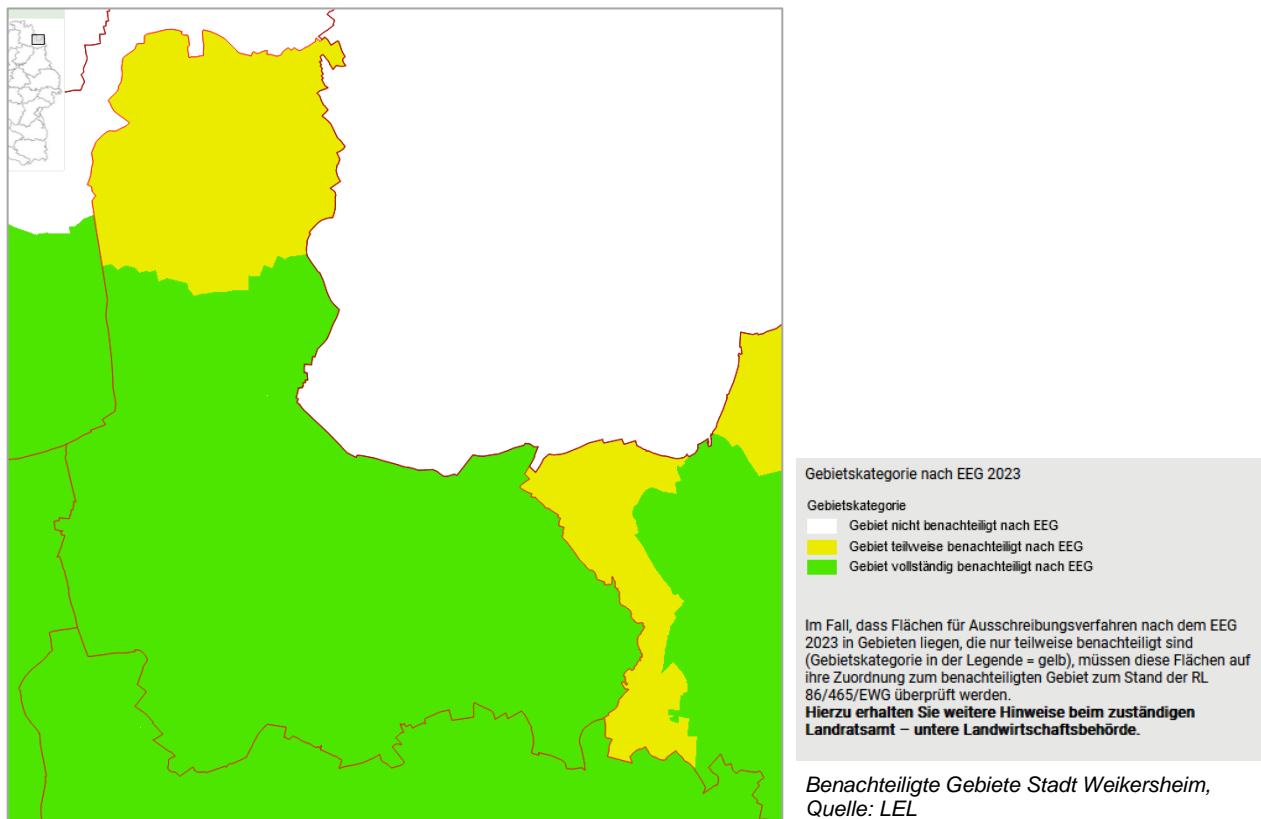 Gebietskategorie nach EEG 2023
Gebietskategorie
Gebiet nicht benachteiligt nach EEG
Gebiet teilweise benachteiligt nach EEG
Gebiet vollständig benachteiligt nach EEG
Im Fall, dass Flächen für Ausschreibungsverfahren nach dem EEG
2023 in Gebieten liegen, die nur teilweise benachteiligt sind
(Gebietskategorie in der Legende = gelb), müssen diese Flächen auf
ihre Zuordnung zum benachteiligten Gebiet zum Stand der RL
86/465/EWG überprüft werden.
Hierzu erhalten Sie weitere Hinweise beim zuständigen
Landratsamt – untere Landwirtschaftsbehörde.
Benachteiligte Gebiete Stadt Weikersheim,
Quelle: LEL